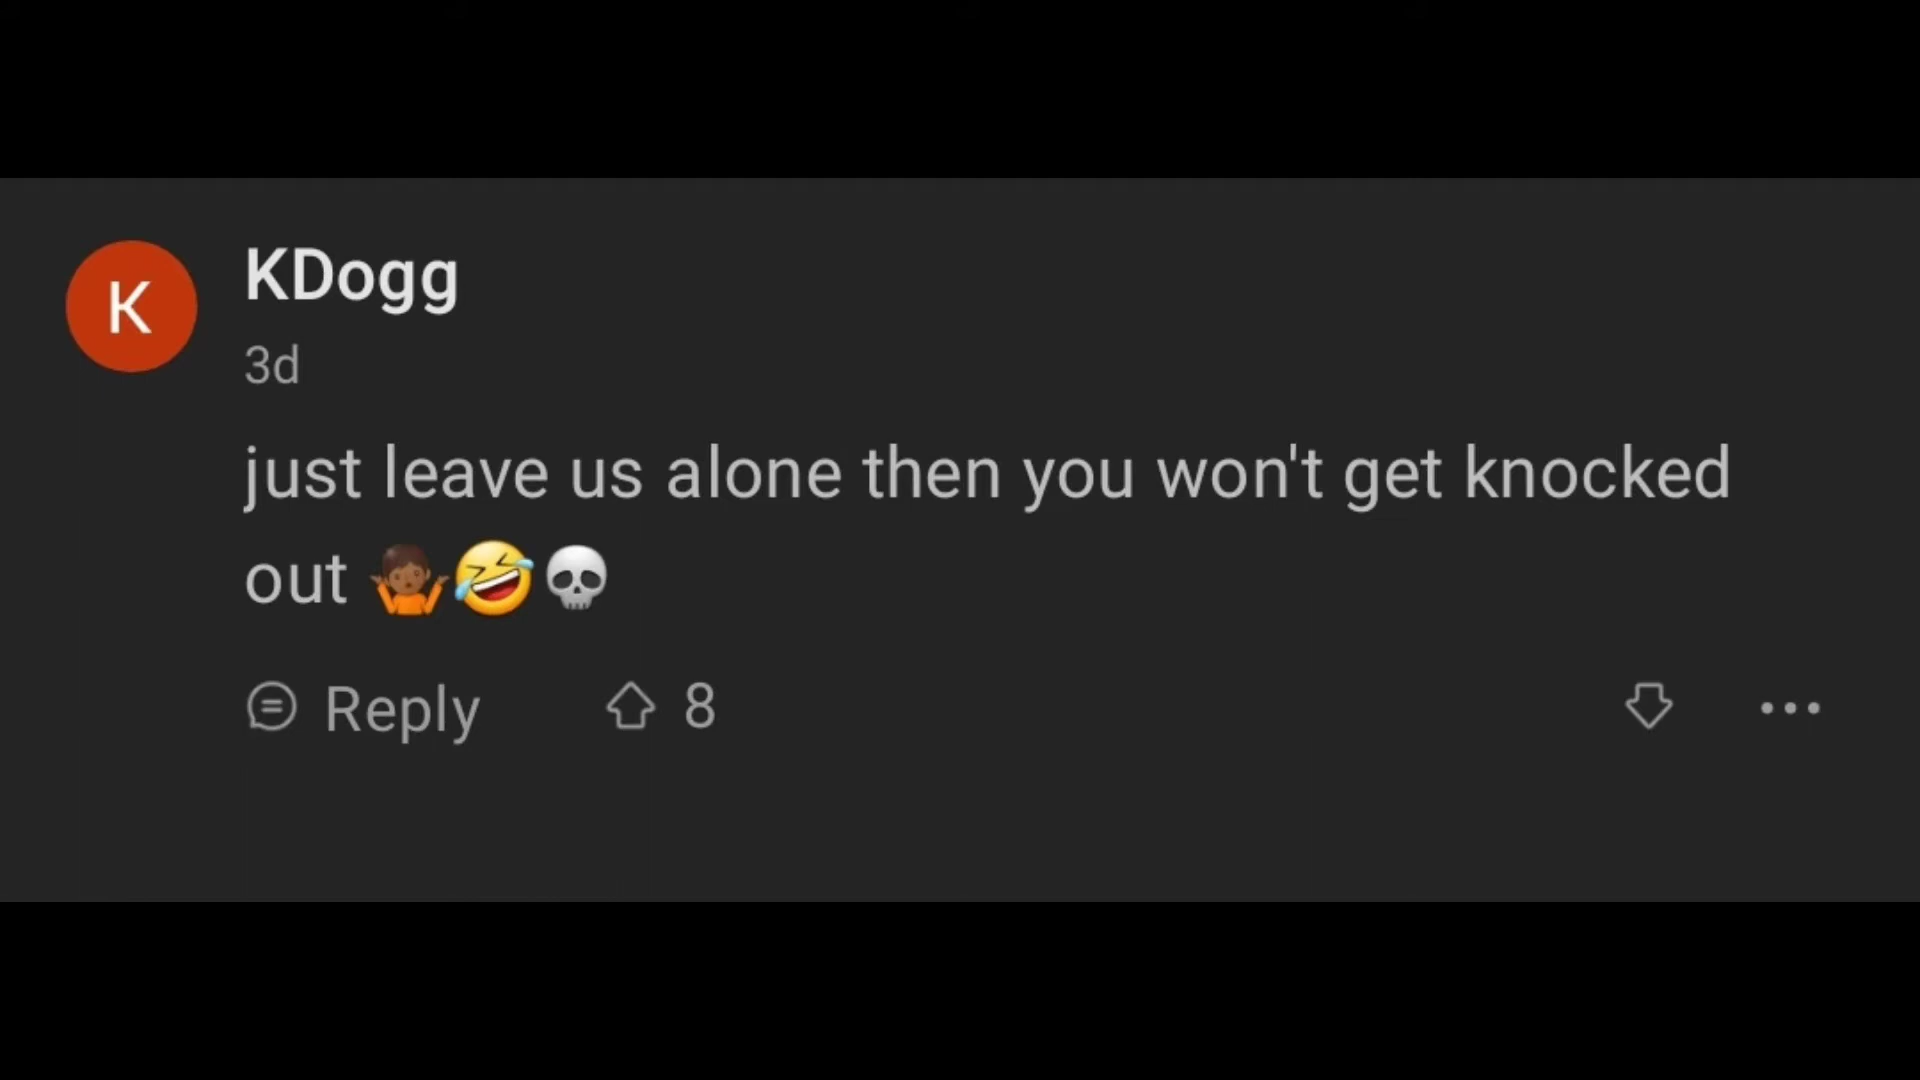 K
KDogg
3d
just leave us alone then you won't get knocked
out 🤷🏾🤣💀
Reply 8